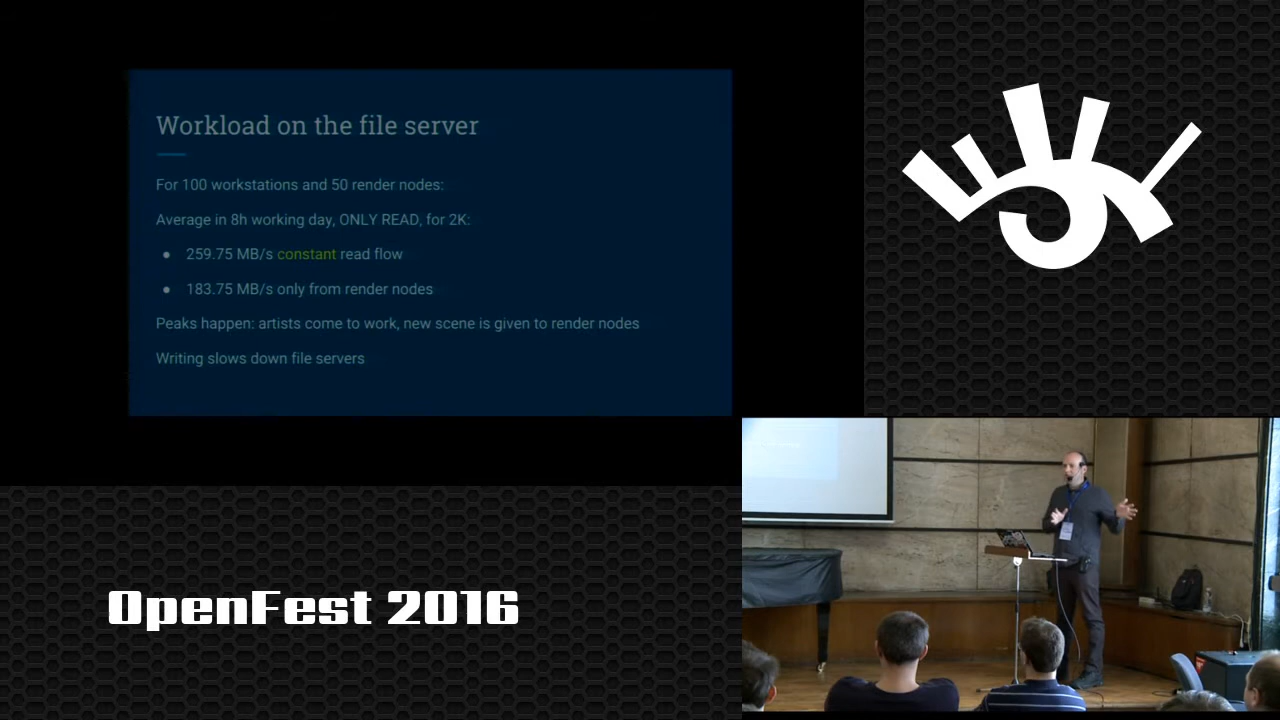 Workload on the file server
For 100 workstations and 50 render nodes:
Average in 8h working day, ONLY READ, for 2K:
● 259.75 MB/s constant read flow
● 183.75 MB/s only from render nodes
Peaks happen: artists come to work, new scene is given to render nodes
Writing slows down file servers
OpenFest 2016